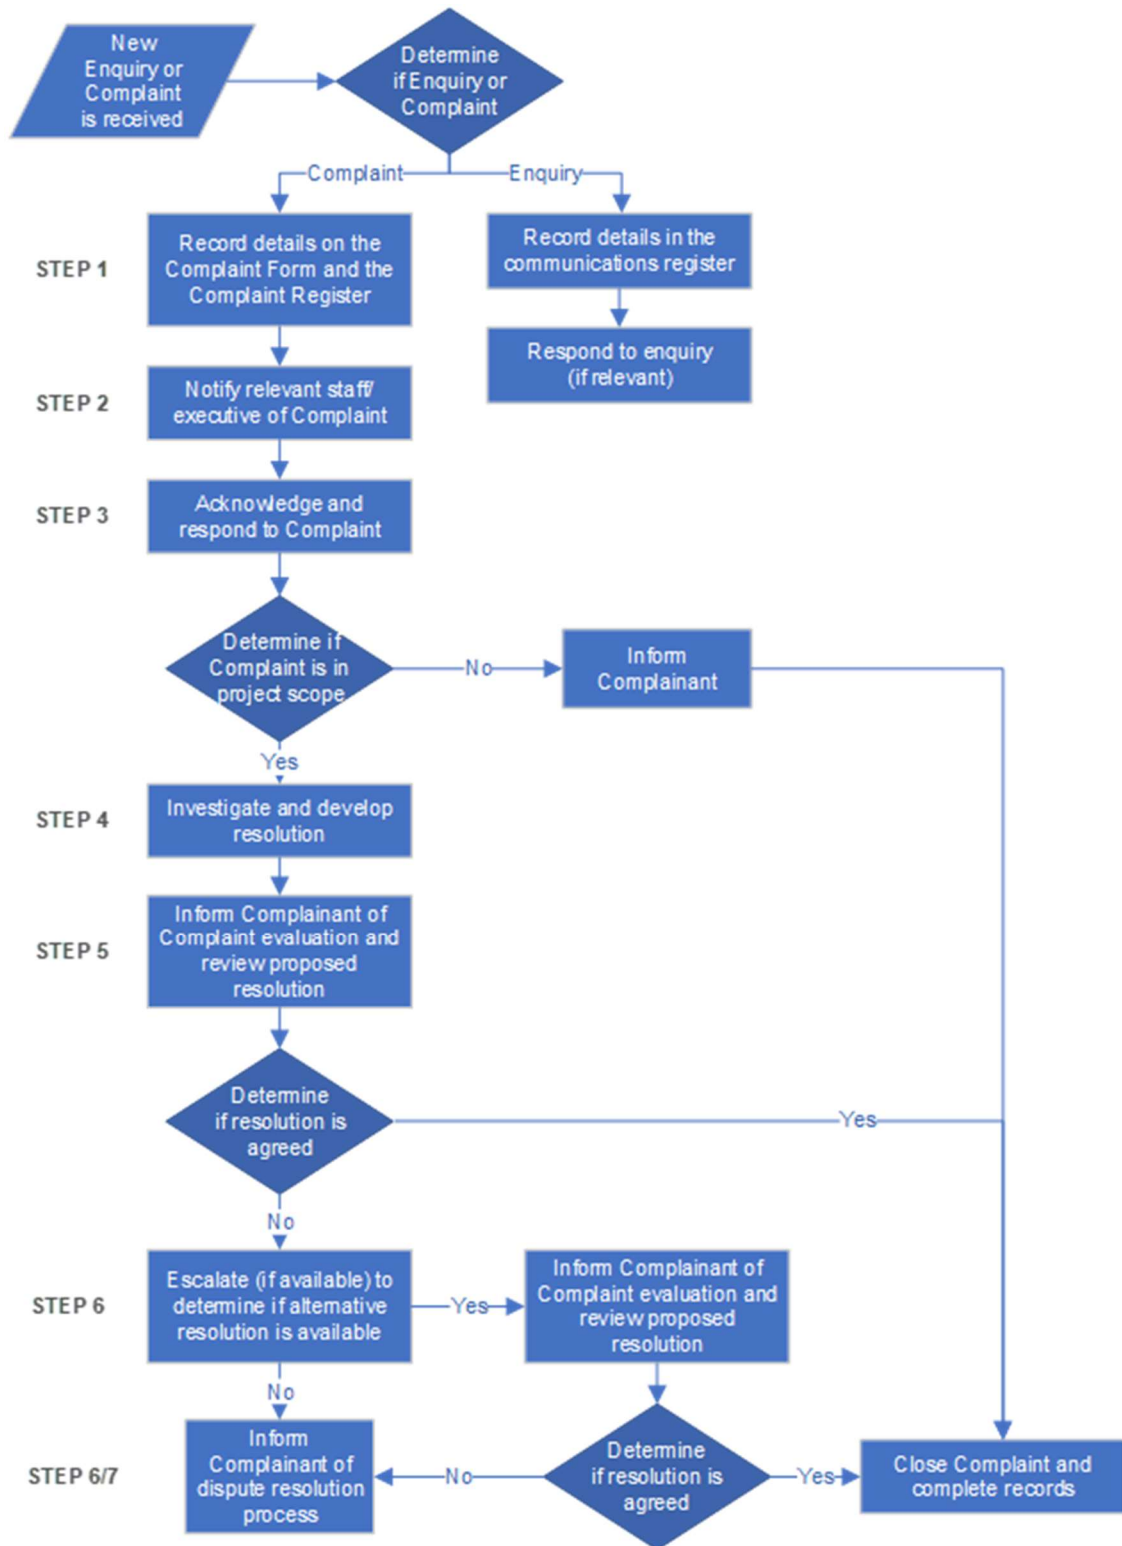 New
Enquiry or
Complaint
is received
Determine
if Enquiry or
Complaint
Complaint
Enquiry
STEP 1
Record details on the
Complaint Form and the
Complaint Register
Record details in the
communications register
Respond to enquiry
(if relevant)
STEP 2
Notify relevant staff/
executive of Complaint
STEP 3
Acknowledge and
respond to Complaint
Determine if
Complaint is in
project scope
No
Inform
Complainant
Yes
STEP 4
Investigate and develop
resolution
STEP 5
Inform Complainant of
Complaint evaluation and
review proposed
resolution
Determine
if resolution is
agreed
Yes
No
STEP 6
Escalate (if available) to
determine if alternative
resolution is available
Yes
Inform Complainant of
Complaint evaluation and
review proposed
resolution
No
STEP 6/7
Inform
Complainant of
dispute resolution
process
No
Determine
if resolution is
agreed
Yes
Close Complaint and
complete records